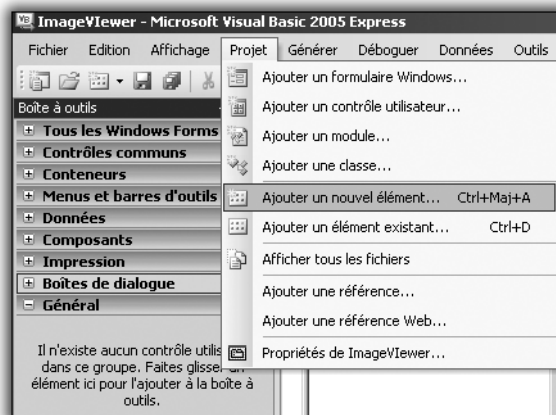 ImageVIewer - Microsoft Visual Basic 2005 Express
Fichier Edition Affichage Projet Générer Déboguer Données Outils
Boîte à outils
Tous les Windows Forms
Contrôles communs
Conteneurs
Menus et barres d'outils
Données
Composants
Impression
Boîtes de dialogue
Général
Il n'existe aucun contrôle
dans ce groupe. Faites glisser
élément ici pour l'ajouter à la boîte à
outils.
Ajouter un formulaire Windows...
Ajouter un contrôle utilisateur...
Ajouter un module...
Ajouter une classe...
Ajouter un nouvel élément... Ctrl+Maj+A
Ajouter un élément existant... Ctrl+D
Afficher tous les fichiers
Ajouter une référence...
Ajouter une référence Web...
Propriétés de ImageVIewer...